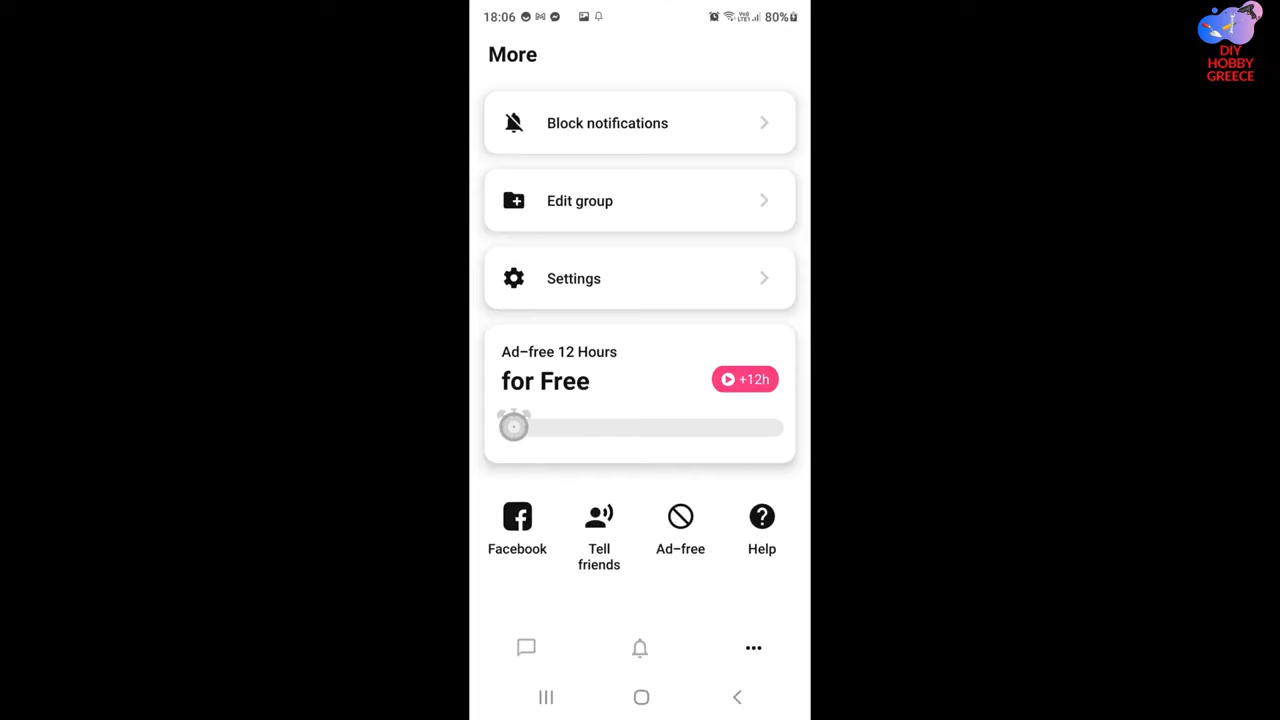 18:06
80%
DIY
HOBBY
GREECE
More
Block notifications
Edit group
Settings
Ad-free 12 Hours
for Free
+12h
Facebook
Tell
friends
Ad-free
Help